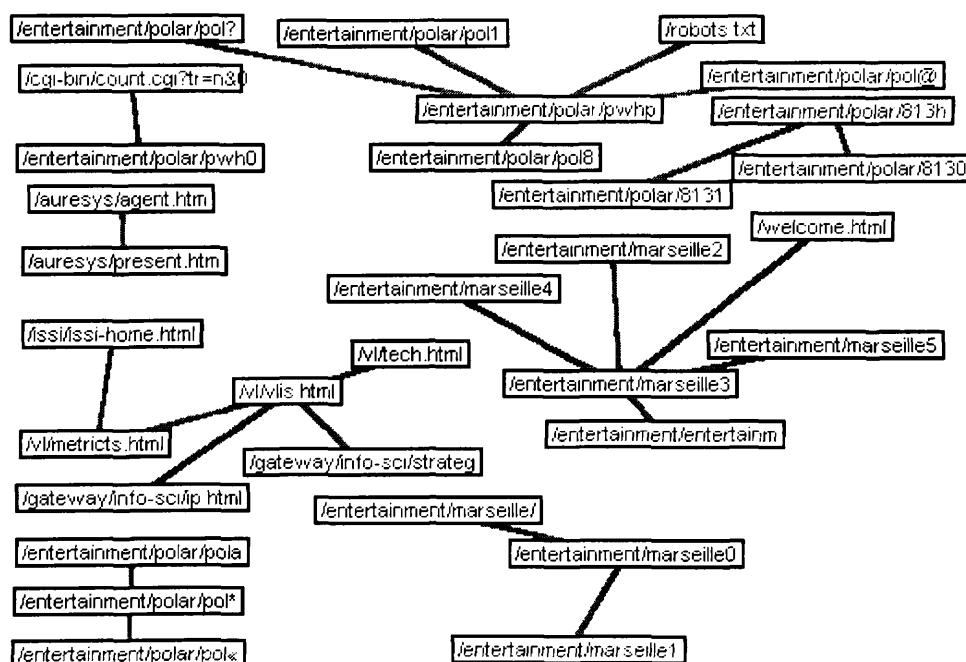 /entertainment/polar/pol?
/entertainment/polar/pol1
/robots txt
/cgi-bin/count.cgi?tr=n&0
/entertainment/polar/pol@
/entertainment/polar/pwhp
/entertainment/polar/813h
/entertainment/polar/pwh0
/entertainment/polar/pol8
/entertainment/polar/8130
/entertainment/polar/8131
/auresys/agent.htm
/welcome.html
/entertainment/marseille2
/auresys/present.htm
/entertainment/marseille4
/issi/issi-home.html
/vl/tech.html
/entertainment/marseille5
/entertainment/marseille3
/vl/vlis html
/vl/metricts.html
/entertainment/entertainm
/gateway/info-sci/strateg
/gateway/info-sci/ip html
/entertainment/marseille/
/entertainment/polar/pola
/entertainment/marseille0
/entertainment/polar/pol*
/entertainment/marseille1
/entertainment/polar/pol«